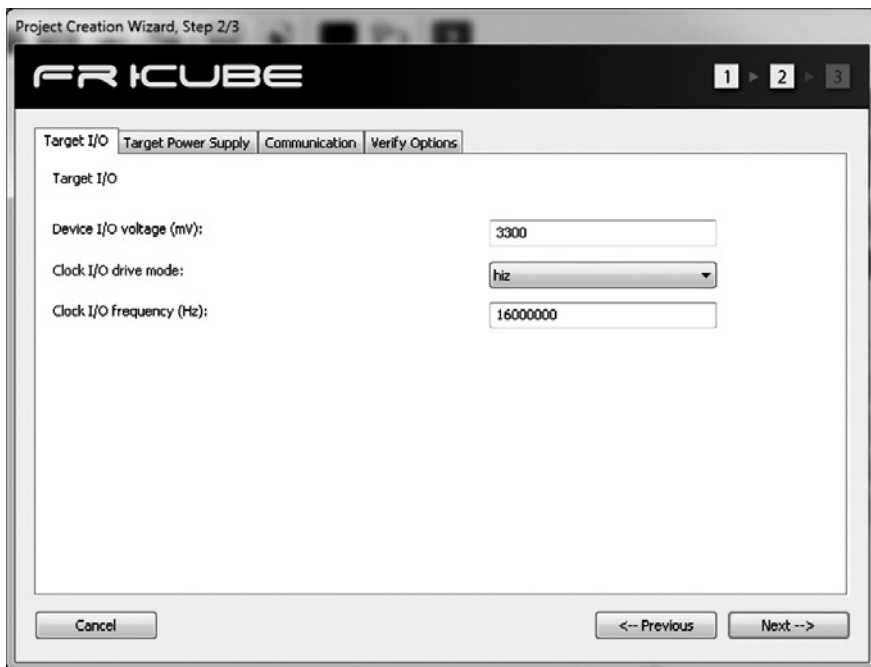 Project Creation Wizard, Step 2/3
FRICUBE
1 2 3
Target I/O Target Power Supply Communication Verify Options
Target I/O
Device I/O voltage (mV): 3300
Clock I/O drive mode: hiz
Clock I/O frequency (Hz): 16000000
Cancel <-- Previous Next -->